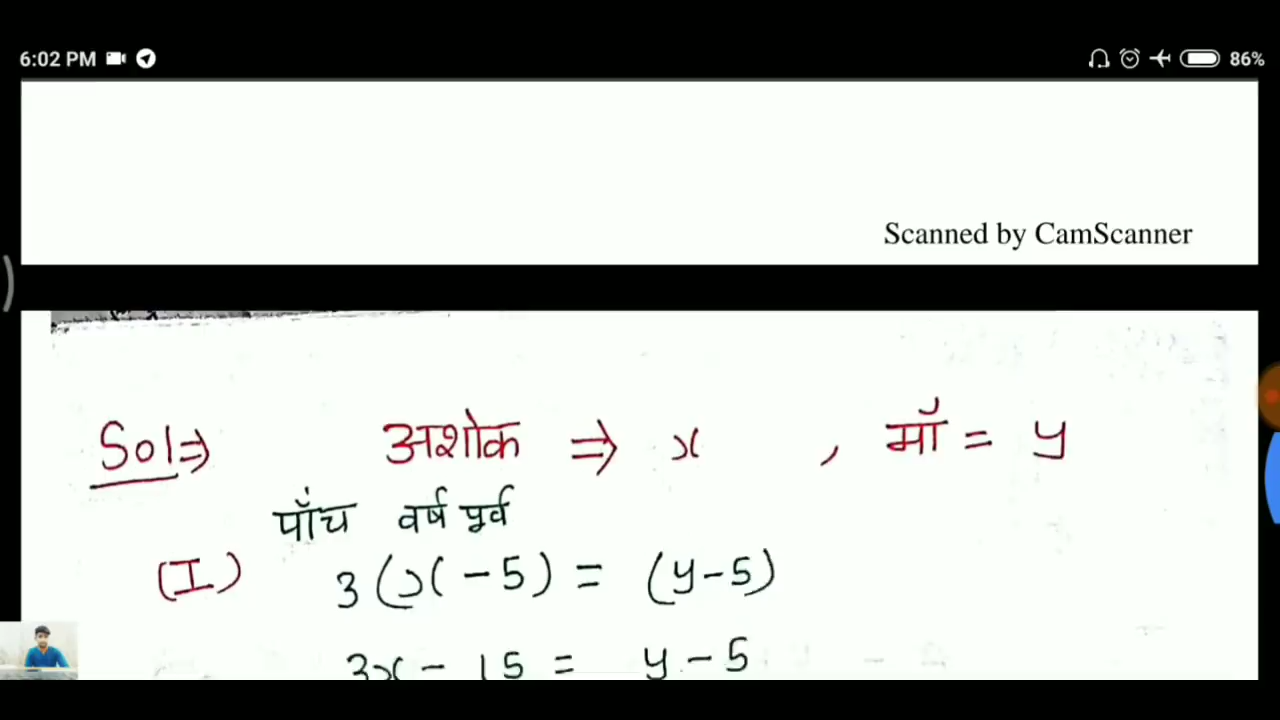 6:02 PM 86%
Scanned by CamScanner
Sol⇒ अशोक ⇒ x , माँ = y
पाँच वर्ष पूर्व
(I) 3(x-5) = (y-5)
3x - 15 = y - 5